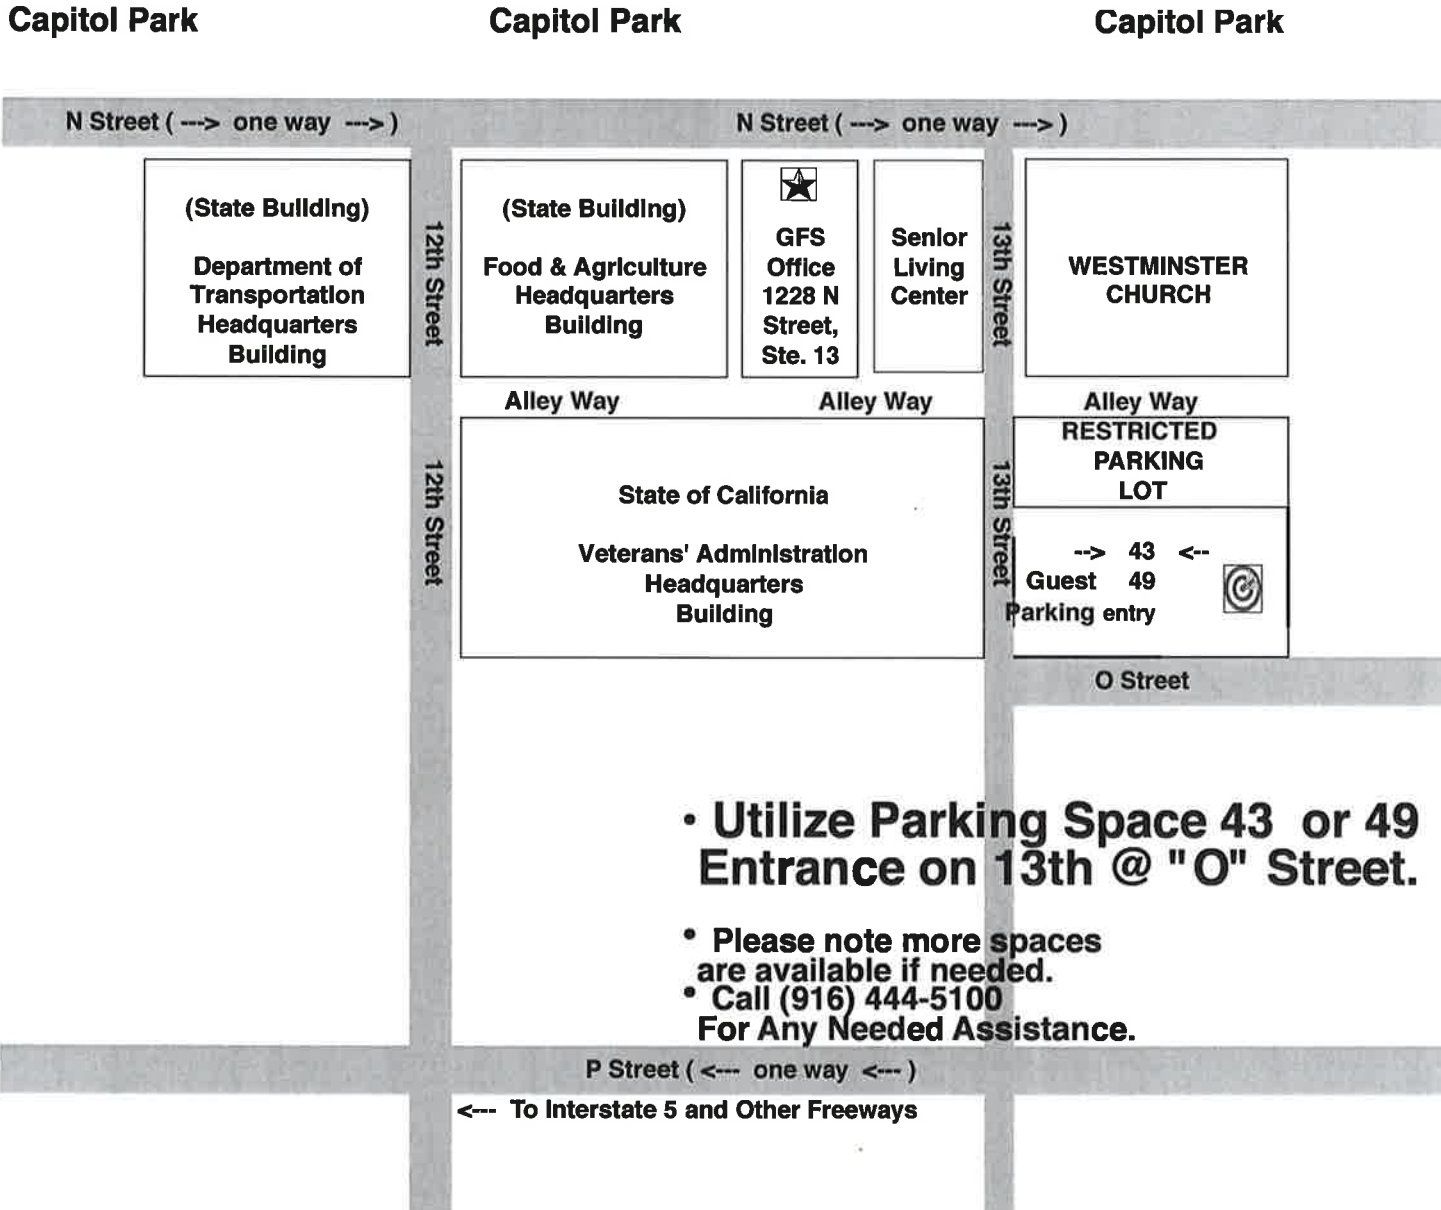 Capitol Park
Capitol Park
Capitol Park
N Street ( ---> one way ---> )
N Street ( ---> one way ---> )
(State Building)
Department of
Transportation
Headquarters
Building
12th Street
(State Building)
Food & Agriculture
Headquarters
Building
GFS
Office
1228 N
Street,
Ste. 13
Senior
Living
Center
13th Street
WESTMINSTER
CHURCH
Alley Way
Alley Way
Alley Way
12th Street
State of California
Veterans' Administration
Headquarters
Building
13th Street
RESTRICTED
PARKING
LOT
--> 43 <--
Guest 49
Parking entry
O Street
• Utilize Parking Space 43 or 49
Entrance on 13th @ "O" Street.
• Please note more spaces
are available if needed.
• Call (916) 444-5100
For Any Needed Assistance.
P Street ( <--- one way <--- )
<--- To Interstate 5 and Other Freeways